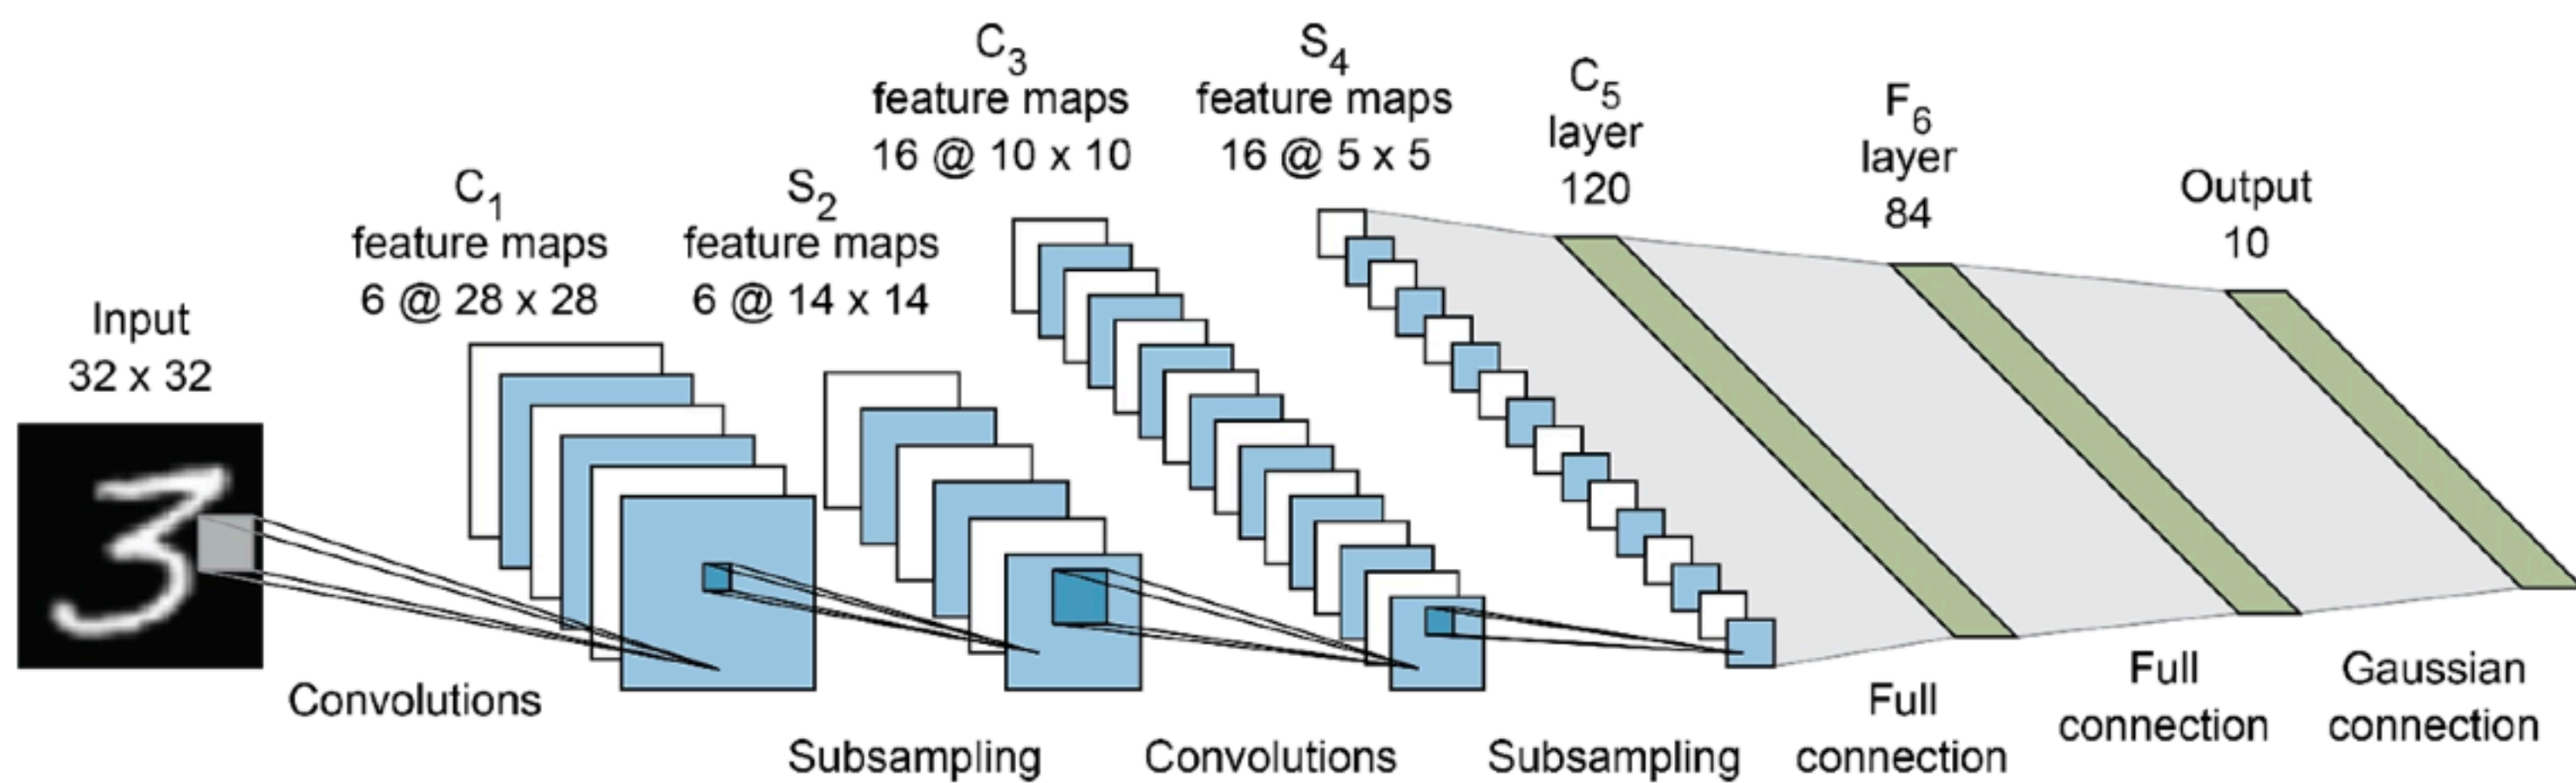 Input
32 x 32
C1
feature maps
6 @ 28 x 28
S2
feature maps
6 @ 14 x 14
C3
feature maps
16 @ 10 x 10
S4
feature maps
16 @ 5 x 5
C5
layer
120
F6
layer
84
Output
10
3
Convolutions
Subsampling
Convolutions
Subsampling
Full
connection
Full
connection
Gaussian
connection